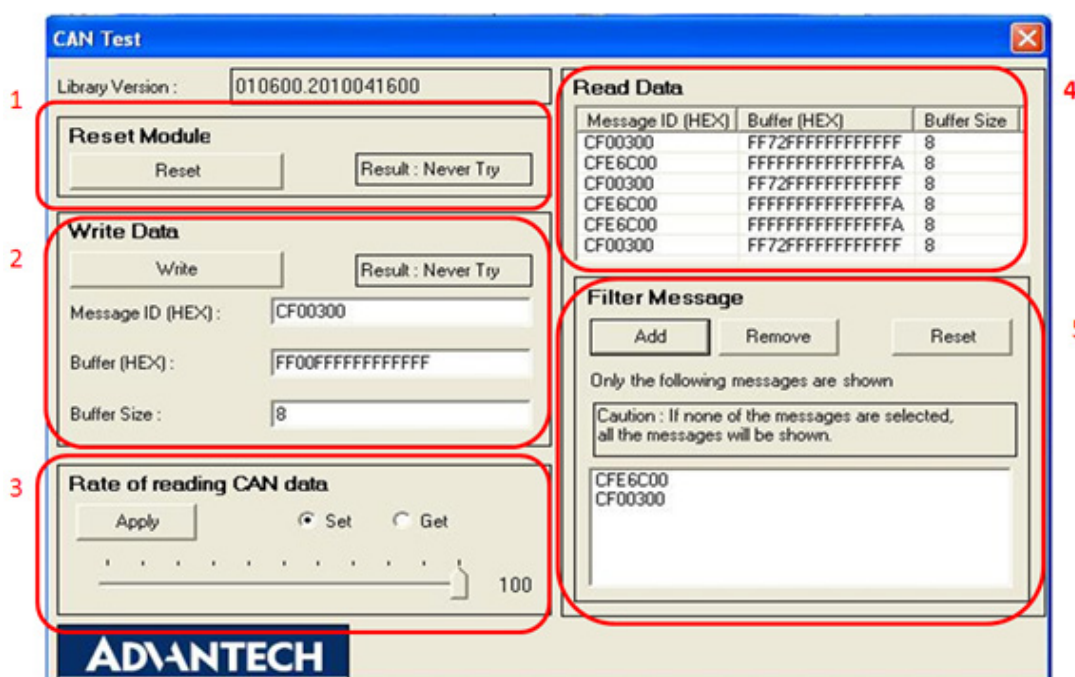 CAN Test
Library Version : 010600.2010041600
1
Reset Module
Reset Result : Never Try
2
Write Data
Write Result : Never Try
Message ID (HEX) : CF00300
Buffer (HEX) : FF00FFFFFFFFFFFF
Buffer Size : 8
3
Rate of reading CAN data
Apply Set Get
100
ADVANTECH
4
Read Data
Message ID (HEX) Buffer (HEX) Buffer Size
CF00300 FF72FFFFFFFFFFFF 8
CFE6C00 FFFFFFFFFFFFFFFA 8
CF00300 FF72FFFFFFFFFFFF 8
CFE6C00 FFFFFFFFFFFFFFFA 8
CFE6C00 FFFFFFFFFFFFFFFA 8
CF00300 FF72FFFFFFFFFFFF 8
Filter Message
Add Remove Reset
Only the following messages are shown
Caution : If none of the messages are selected,
all the messages will be shown.
CFE6C00
CF00300